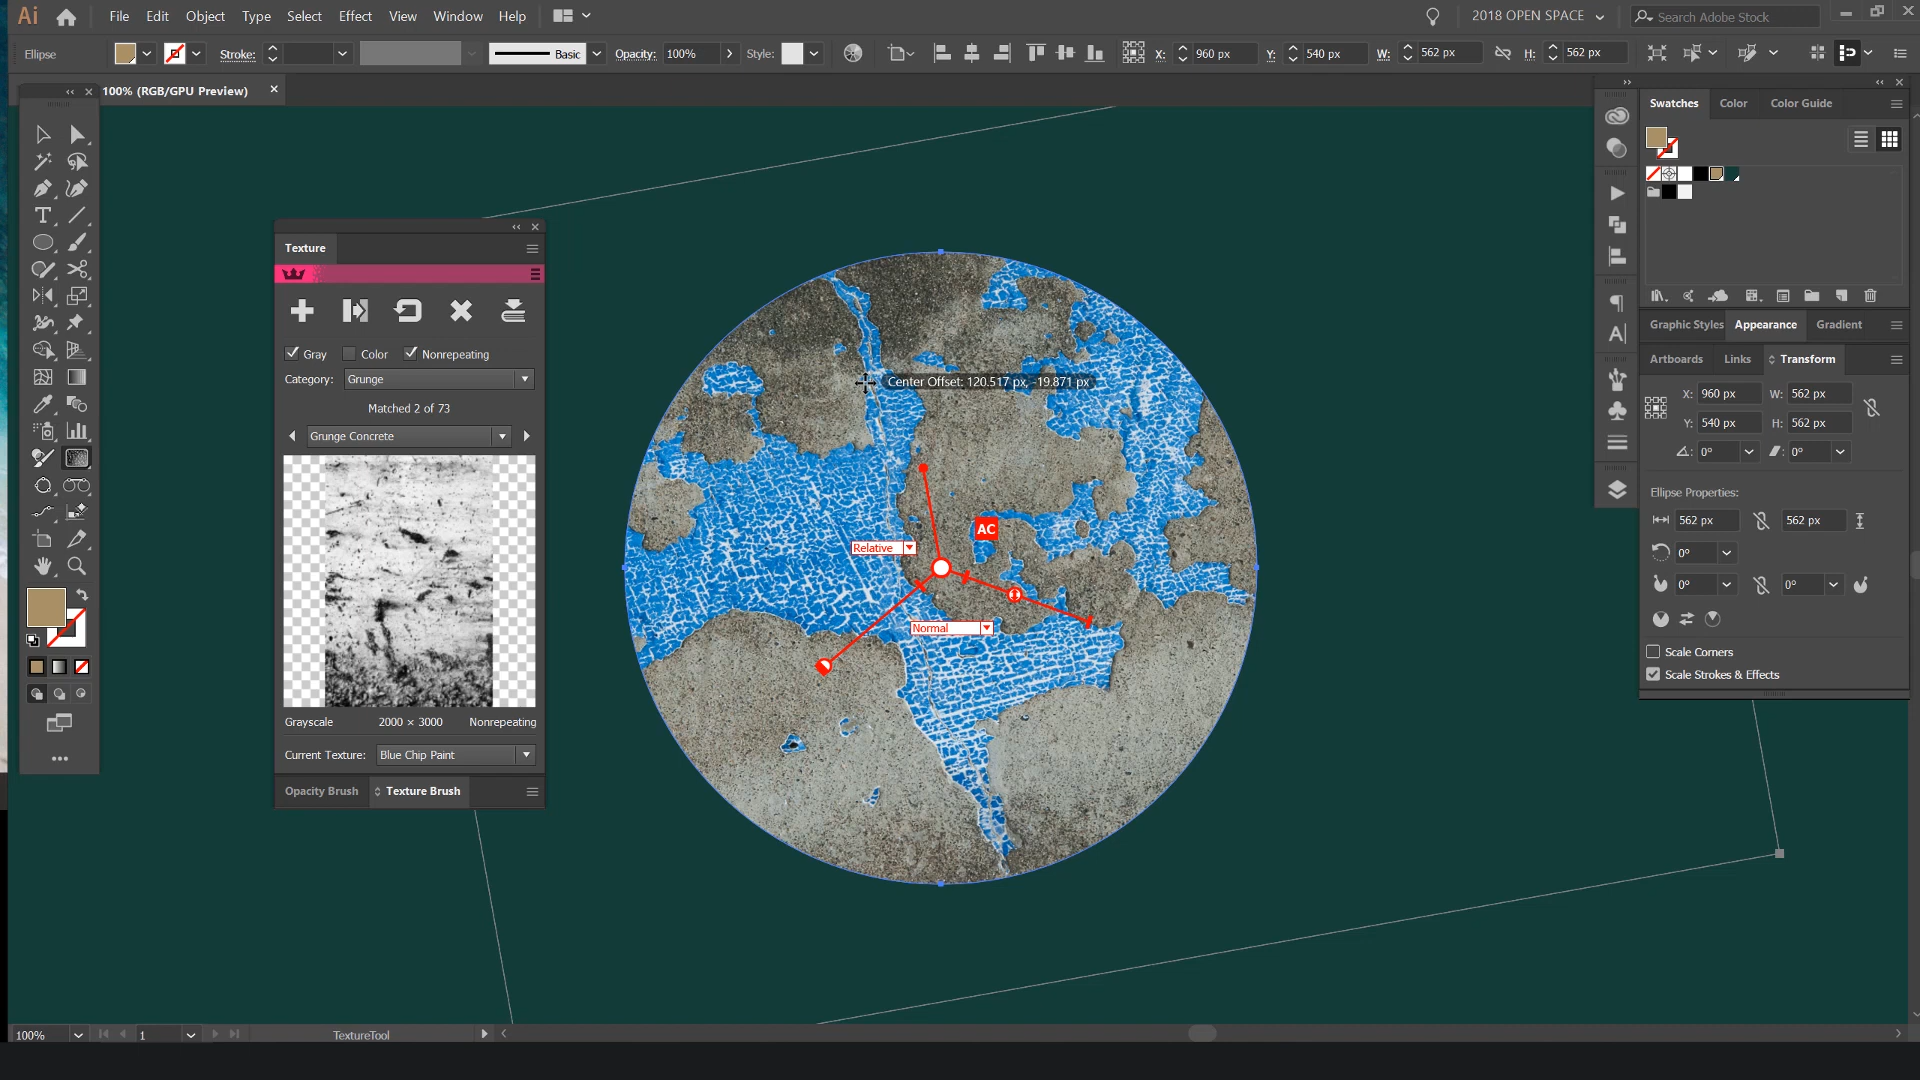 Ai File Edit Object Type Select Effect View Window Help 2018 OPEN SPACE Search Adobe Stock
Ellipse Stroke: Basic Opacity: 100% Style: X: 960 px Y: 540 px W: 562 px H: 562 px
100% (RGB/GPU Preview)
Texture
Gray Color Nonrepeating
Category: Grunge
Matched 2 of 73
Grunge Concrete
Grayscale 2000 × 3000 Nonrepeating
Current Texture: Blue Chip Paint
Opacity Brush Texture Brush
Center Offset: 120.517 px, -19.871 px
AC
Relative
Normal
Swatches Color Color Guide
Graphic Styles Appearance Gradient
Artboards Links Transform
X: 960 px W: 562 px
Y: 540 px H: 562 px
0° 0°
Ellipse Properties:
562 px 562 px
0°
0° 0°
Scale Corners
Scale Strokes & Effects
100% 1 TextureTool